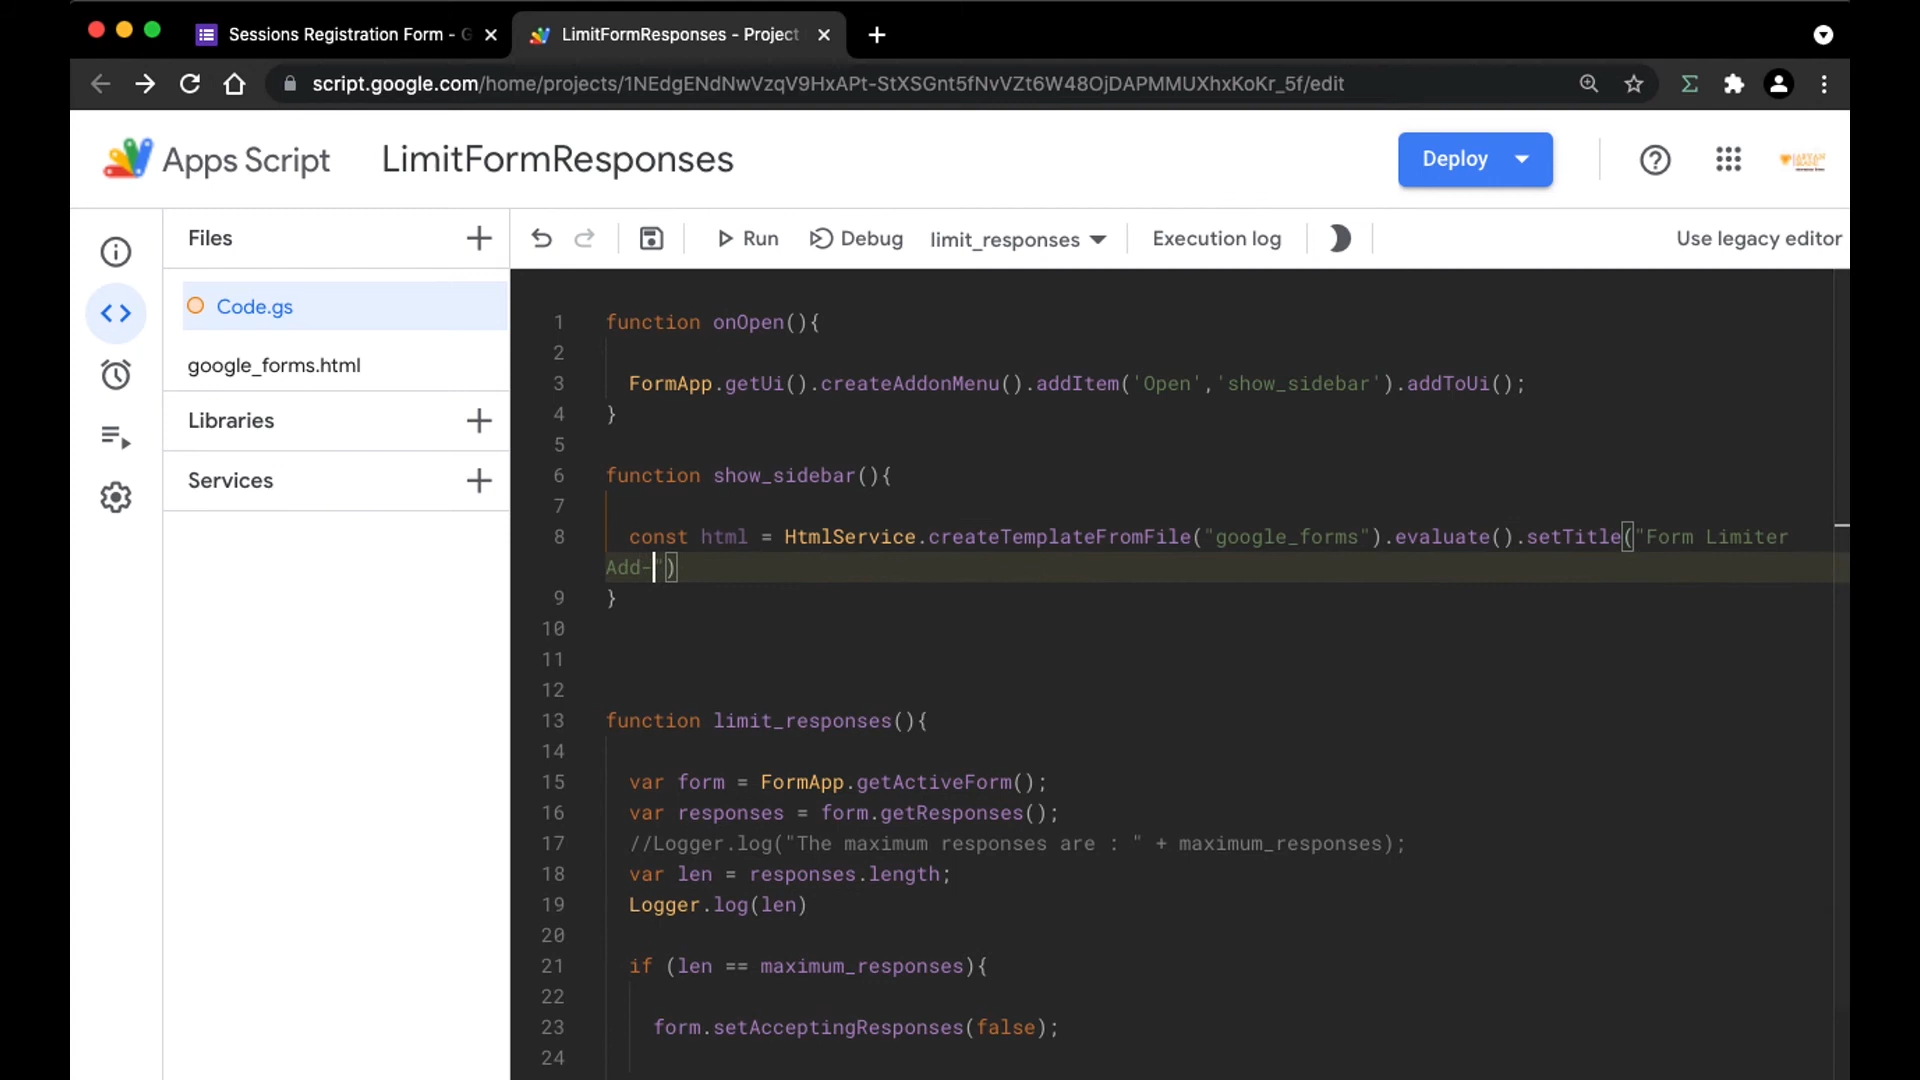 Sessions Registration Form - G
LimitFormResponses - Project
script.google.com/home/projects/1NEdgENdNwVzqV9HxAPt-StXSGnt5fNvVZt6W48OjDAPMMUXhxKoKr_5f/edit
Apps Script
LimitFormResponses
Deploy
Files
Run
Debug
limit_responses
Execution log
Use legacy editor
Code.gs
google_forms.html
Libraries
Services
1 function onOpen(){
2
3 FormApp.getUi().createAddonMenu().addItem('Open','show_sidebar').addToUi();
4 }
5
6 function show_sidebar(){
7
8 const html = HtmlService.createTemplateFromFile("google_forms").evaluate().setTitle("Form Limiter
Add-")
9 }
10
11
12
13 function limit_responses(){
14
15 var form = FormApp.getActiveForm();
16 var responses = form.getResponses();
17 //Logger.log("The maximum responses are : " + maximum_responses);
18 var len = responses.length;
19 Logger.log(len)
20
21 if (len == maximum_responses){
22
23 form.setAcceptingResponses(false);
24